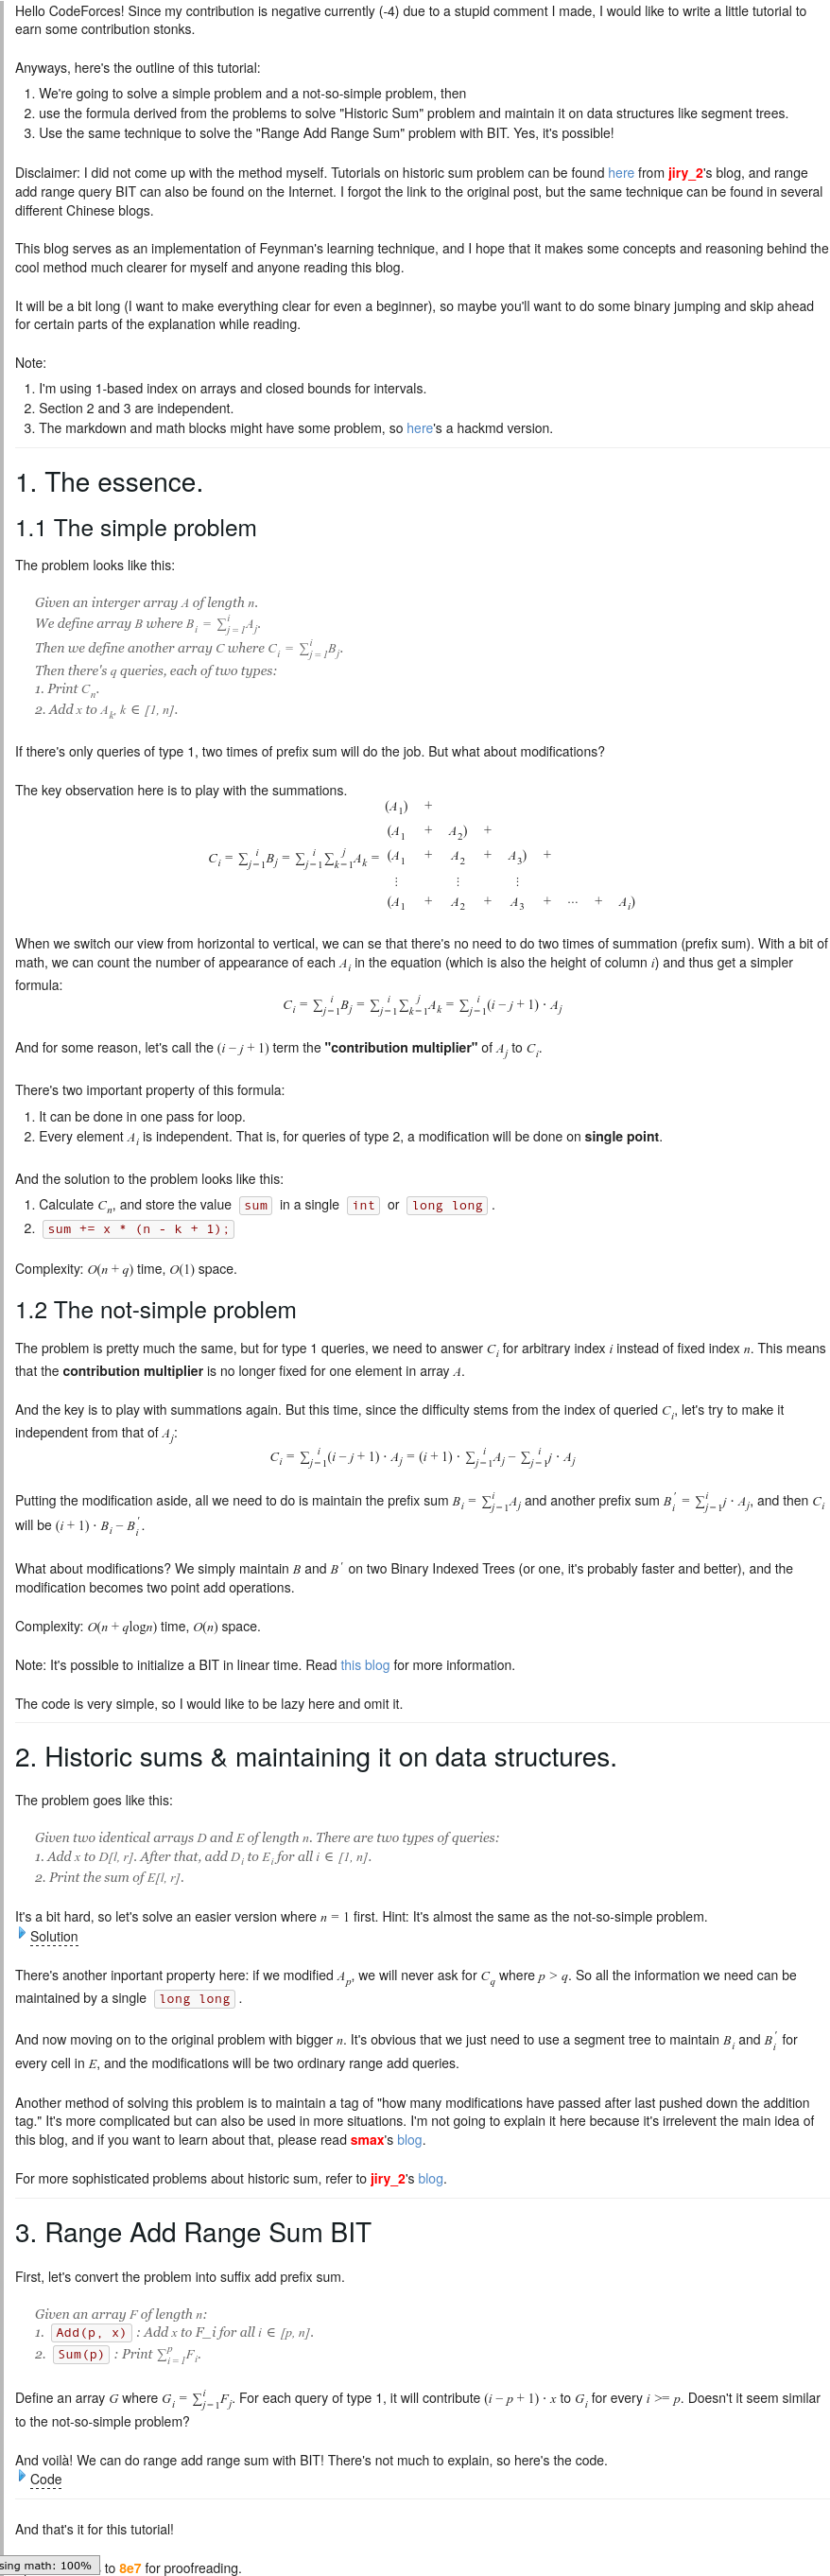 Hello CodeForces! Since my contribution is negative currently (-4) due to a stupid comment I made, I would like to write a little tutorial to
earn some contribution stonks.
Anyways, here's the outline of this tutorial:
1. We're going to solve a simple problem and a not-so-simple problem, then
2. use the formula derived from the problems to solve "Historic Sum" problem and maintain it on data structures like segment trees.
3. Use the same technique to solve the "Range Add Range Sum" problem with BIT. Yes, it's possible!
Disclaimer: I did not come up with the method myself. Tutorials on historic sum problem can be found here from jiry_2's blog, and range
add range query BIT can also be found on the Internet. I forgot the link to the original post, but the same technique can be found in several
different Chinese blogs.
This blog serves as an implementation of Feynman's learning technique, and I hope that it makes some concepts and reasoning behind the
cool method much clearer for myself and anyone reading this blog.
It will be a bit long (I want to make everything clear for even a beginner), so maybe you'll want to do some binary jumping and skip ahead
for certain parts of the explanation while reading.
Note:
1. I'm using 1-based index on arrays and closed bounds for intervals.
2. Section 2 and 3 are independent.
3. The markdown and math blocks might have some problem, so here's a hackmd version.
1. The essence.
1.1 The simple problem
The problem looks like this:
Given an interger array A of length n.
We define array B where B_i = ∑_{j=1}^{i} A_j.
Then we define another array C where C_i = ∑_{j=1}^{i} B_j.
Then there's q queries, each of two types:
1. Print C_n.
2. Add x to A_k, k ∈ [1, n].
If there's only queries of type 1, two times of prefix sum will do the job. But what about modifications?
The key observation here is to play with the summations.
(A_1) +
(A_1 + A_2) +
C_i = ∑_{j=1}^{i} B_j = ∑_{j=1}^{i} ∑_{k=1}^{j} A_k = (A_1 + A_2 + A_3) +
⋮ ⋮ ⋮
(A_1 + A_2 + A_3 + ⋯ + A_i)
When we switch our view from horizontal to vertical, we can se that there's no need to do two times of summation (prefix sum). With a bit of
math, we can count the number of appearance of each A_i in the equation (which is also the height of column i) and thus get a simpler
formula:
C_i = ∑_{j=1}^{i} B_j = ∑_{j=1}^{i} ∑_{k=1}^{j} A_k = ∑_{j=1}^{i} (i − j + 1) · A_j
And for some reason, let's call the (i − j + 1) term the "contribution multiplier" of A_j to C_i.
There's two important property of this formula:
1. It can be done in one pass for loop.
2. Every element A_i is independent. That is, for queries of type 2, a modification will be done on single point.
And the solution to the problem looks like this:
1. Calculate C_n, and store the value sum in a single int or long long .
2. sum += x * (n - k + 1);
Complexity: O(n + q) time, O(1) space.
1.2 The not-simple problem
The problem is pretty much the same, but for type 1 queries, we need to answer C_i for arbitrary index i instead of fixed index n. This means
that the contribution multiplier is no longer fixed for one element in array A.
And the key is to play with summations again. But this time, since the difficulty stems from the index of queried C_i, let's try to make it
independent from that of A_j:
C_i = ∑_{j=1}^{i} (i − j + 1) · A_j = (i + 1) · ∑_{j=1}^{i} A_j − ∑_{j=1}^{i} j · A_j
Putting the modification aside, all we need to do is maintain the prefix sum B_i = ∑_{j=1}^{i} A_j and another prefix sum B_i′ = ∑_{j=1}^{i} j · A_j, and then C_i
will be (i + 1) · B_i − B_i′.
What about modifications? We simply maintain B and B′ on two Binary Indexed Trees (or one, it's probably faster and better), and the
modification becomes two point add operations.
Complexity: O(n + qlogn) time, O(n) space.
Note: It's possible to initialize a BIT in linear time. Read this blog for more information.
The code is very simple, so I would like to be lazy here and omit it.
2. Historic sums & maintaining it on data structures.
The problem goes like this:
Given two identical arrays D and E of length n. There are two types of queries:
1. Add x to D[l, r]. After that, add D_i to E_i for all i ∈ [1, n].
2. Print the sum of E[l, r].
It's a bit hard, so let's solve an easier version where n = 1 first. Hint: It's almost the same as the not-so-simple problem.
Solution
There's another inportant property here: if we modified A_p, we will never ask for C_q where p > q. So all the information we need can be
maintained by a single long long .
And now moving on to the original problem with bigger n. It's obvious that we just need to use a segment tree to maintain B_i and B_i′ for
every cell in E, and the modifications will be two ordinary range add queries.
Another method of solving this problem is to maintain a tag of "how many modifications have passed after last pushed down the addition
tag." It's more complicated but can also be used in more situations. I'm not going to explain it here because it's irrelevent the main idea of
this blog, and if you want to learn about that, please read smax's blog.
For more sophisticated problems about historic sum, refer to jiry_2's blog.
3. Range Add Range Sum BIT
First, let's convert the problem into suffix add prefix sum.
Given an array F of length n:
1. Add(p, x) : Add x to F_i for all i ∈ [p, n].
2. Sum(p) : Print ∑_{i=1}^{p} F_i.
Define an array G where G_i = ∑_{j=1}^{i} F_j. For each query of type 1, it will contribute (i − p + 1) · x to G_i for every i >= p. Doesn't it seem similar
to the not-so-simple problem?
And voilà! We can do range add range sum with BIT! There's not much to explain, so here's the code.
Code
And that's it for this tutorial!
sing math: 100% to 8e7 for proofreading.